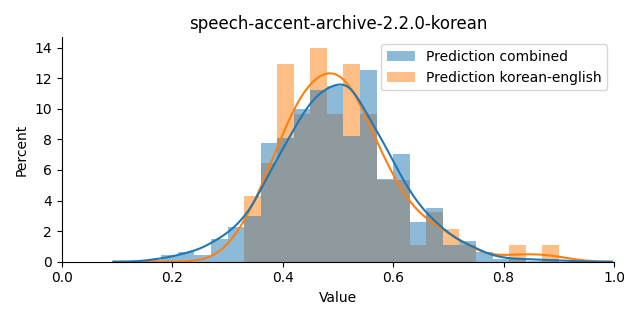 speech-accent-archive-2.2.0-korean
14
12
10
8
6
4
2
0
Percent
Prediction combined
Prediction korean-english
0.0 0.2 0.4 0.6 0.8 1.0
Value